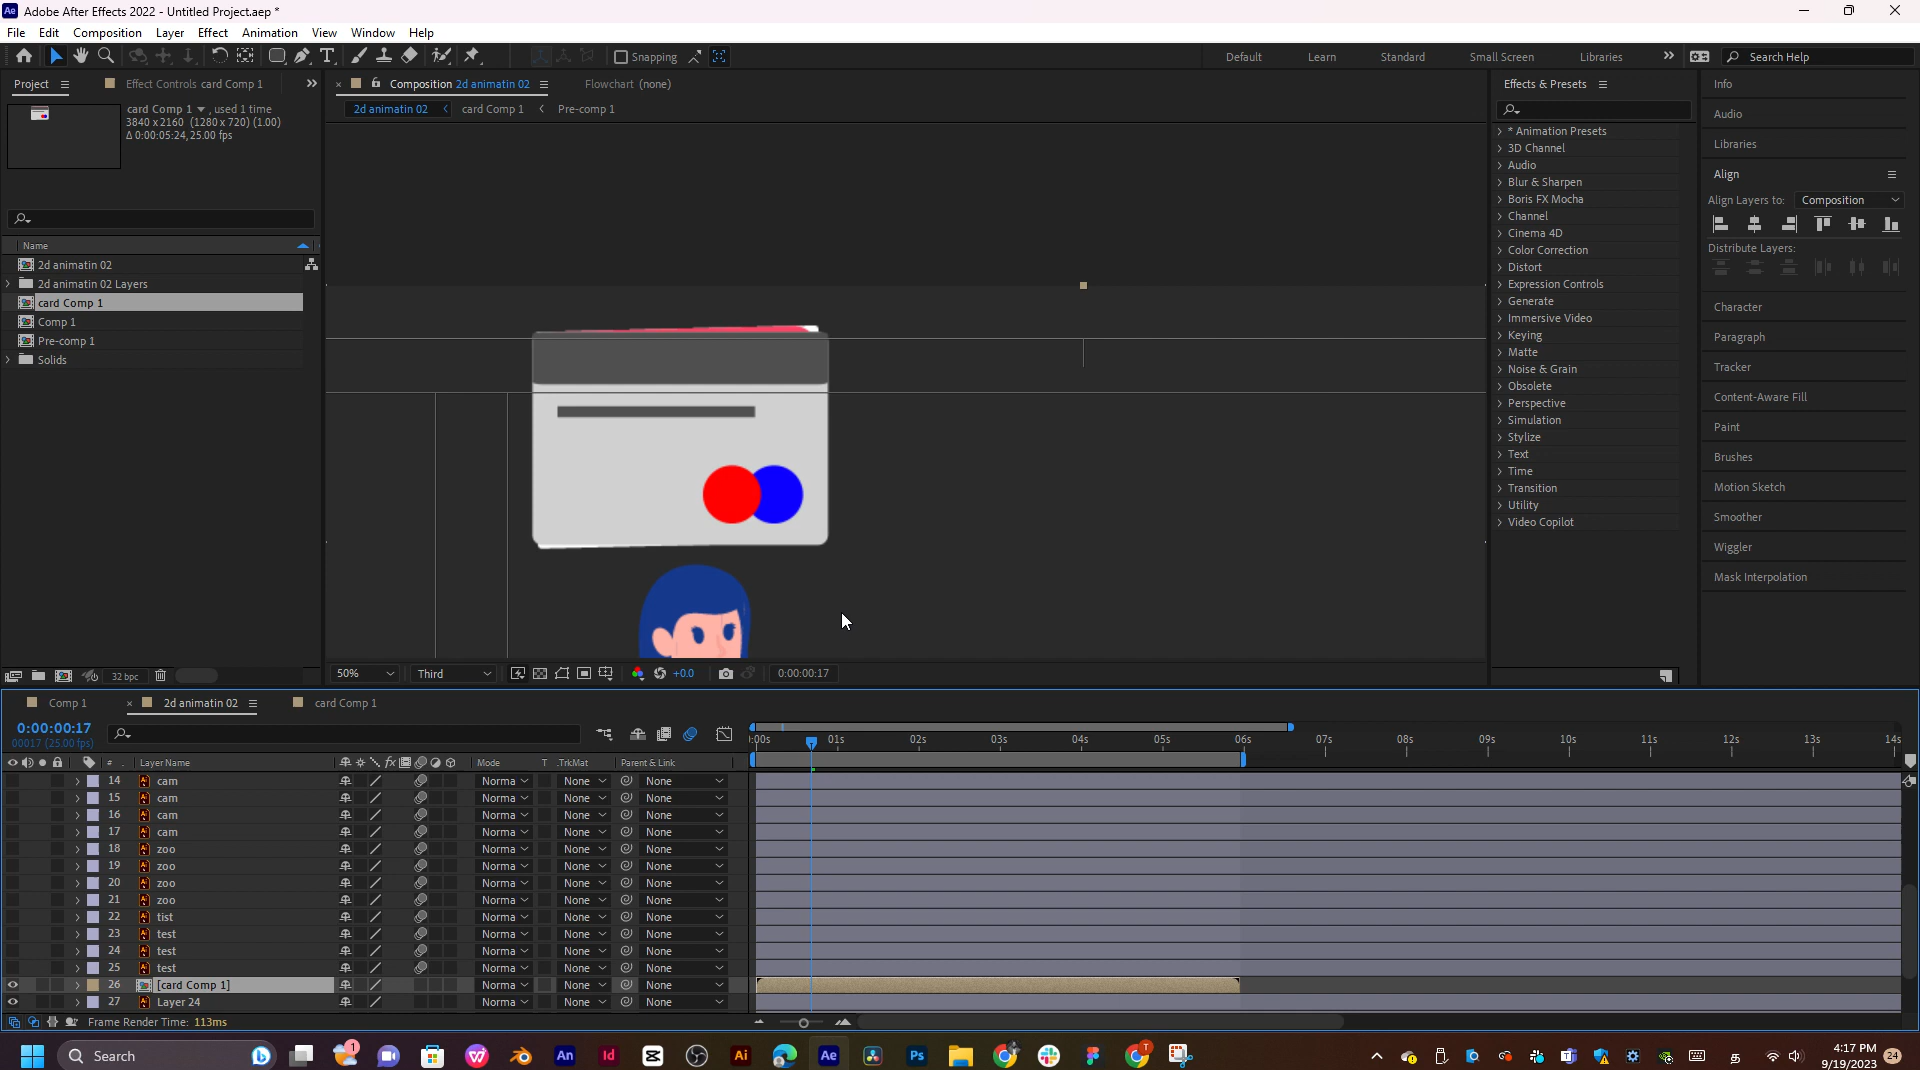 Adobe After Effects 2022 - Untitled Project.aep *
File Edit Composition Layer Effect Animation View Window Help
Snapping Default Learn Standard Small Screen Libraries Search Help
Project Effect Controls card Comp 1
card Comp 1 , used 1 time
3840 x 2160 (1280 x 720) (1.00)
Δ 0:00:05:24, 25.00 fps
Name
2d animatin 02
2d animatin 02 Layers
card Comp 1
Comp 1
Pre-comp 1
Solids
32 bpc
Composition 2d animatin 02 Flowchart (none)
2d animatin 02 card Comp 1 Pre-comp 1
50% Third +0.0 0:00:00:17
Effects & Presets
* Animation Presets
3D Channel
Audio
Blur & Sharpen
Boris FX Mocha
Channel
Cinema 4D
Color Correction
Distort
Expression Controls
Generate
Immersive Video
Keying
Matte
Noise & Grain
Obsolete
Perspective
Simulation
Stylize
Text
Time
Transition
Utility
Video Copilot
Info
Audio
Libraries
Align
Align Layers to: Composition
Distribute Layers:
Character
Paragraph
Tracker
Content-Aware Fill
Paint
Brushes
Motion Sketch
Smoother
Wiggler
Mask Interpolation
Comp 1 2d animatin 02 card Comp 1
0:00:00:17
00017 (25.00 fps)
:00s 01s 02s 03s 04s 05s 06s 07s 08s 09s 10s 11s 12s 13s 14s
# Layer Name Mode T .TrkMat Parent & Link
14 cam Norma None None
15 cam Norma None None
16 cam Norma None None
17 cam Norma None None
18 zoo Norma None None
19 zoo Norma None None
20 zoo Norma None None
21 zoo Norma None None
22 tist Norma None None
23 test Norma None None
24 test Norma None None
25 test Norma None None
26 [card Comp 1] Norma None None
27 Layer 24 Norma None None
Frame Render Time: 113ms
Search
4:17 PM
9/19/2023
24